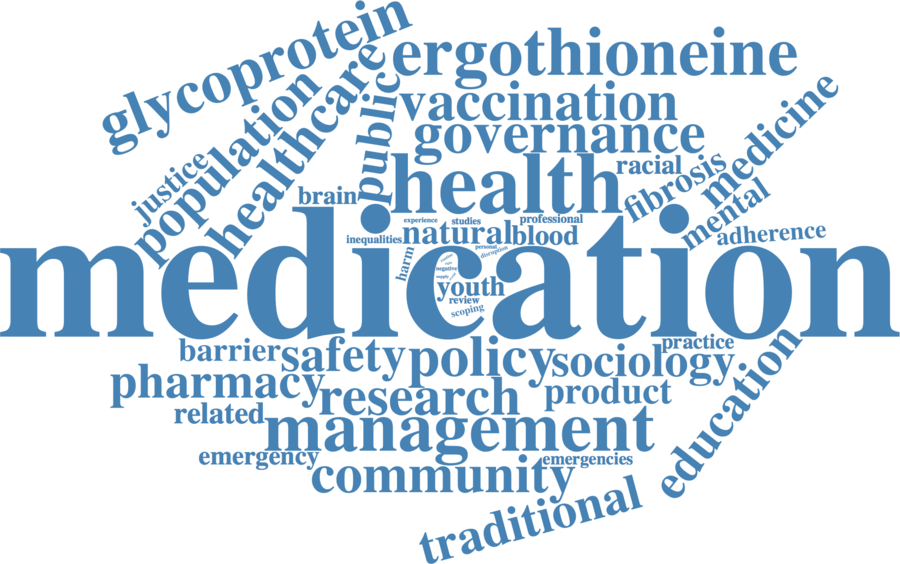 glycoprotein
ergothioneine
population
healthcare
public
vaccination
governance
medicine
justice
brain
health
racial
fibrosis
mental
adherence
experience
studies
professional
inequalities
natural
blood
personal
disruption
medication
harm
negative
supply
youth
review
scoping
barrier
safety
policy
sociology
practice
pharmacy
research
product
education
related
management
emergency
community
emergencies
traditional